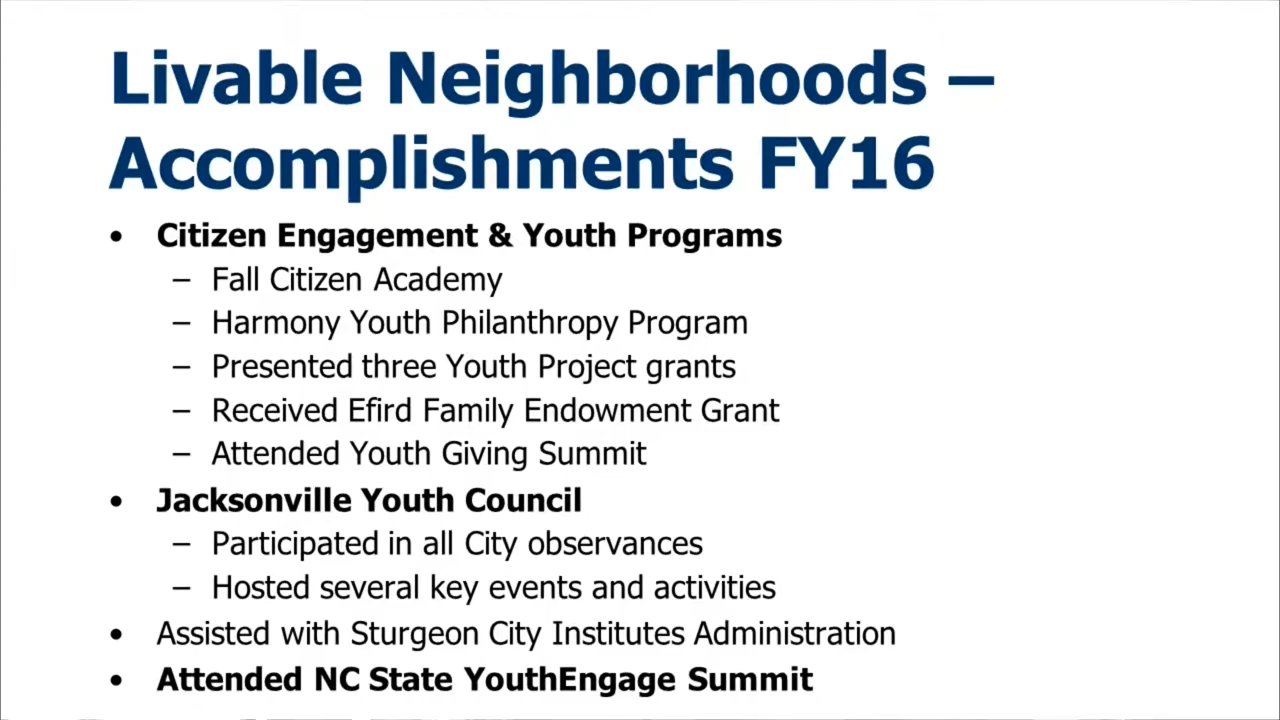 Livable Neighborhoods –
Accomplishments FY16
• Citizen Engagement & Youth Programs
– Fall Citizen Academy
– Harmony Youth Philanthropy Program
– Presented three Youth Project grants
– Received Efird Family Endowment Grant
– Attended Youth Giving Summit
• Jacksonville Youth Council
– Participated in all City observances
– Hosted several key events and activities
• Assisted with Sturgeon City Institutes Administration
• Attended NC State YouthEngage Summit